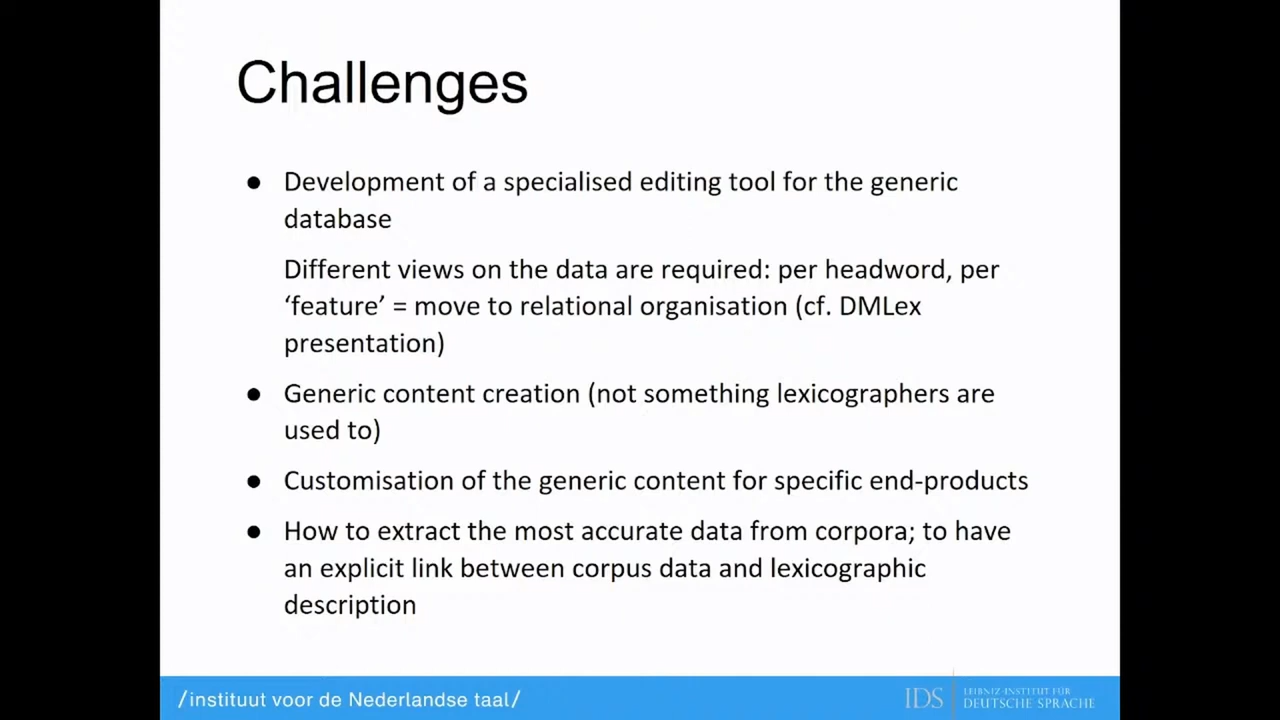 Challenges
● Development of a specialised editing tool for the generic
database
Different views on the data are required: per headword, per
‘feature’ = move to relational organisation (cf. DMLex
presentation)
● Generic content creation (not something lexicographers are
used to)
● Customisation of the generic content for specific end-products
● How to extract the most accurate data from corpora; to have
an explicit link between corpus data and lexicographic
description
/instituut voor de Nederlandse taal/
IDS
LEIBNIZ-INSTITUT FÜR
DEUTSCHE SPRACHE